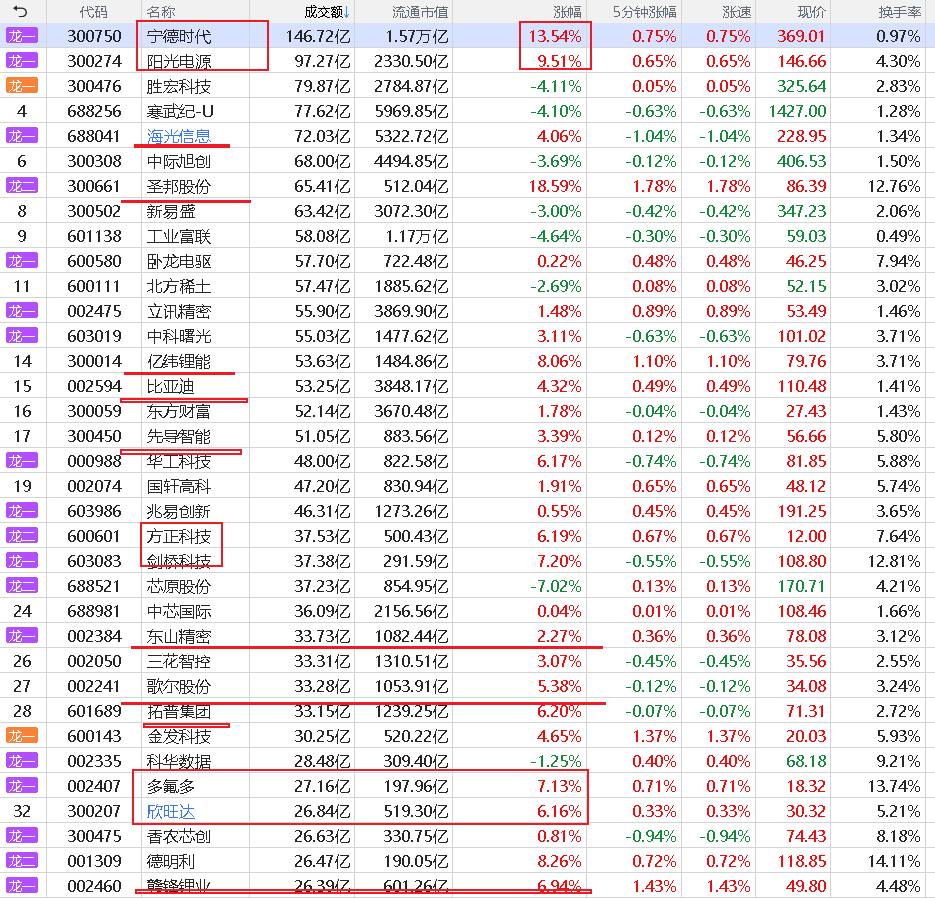 代码 名称 成交额↓ 流通市值 涨幅 5分钟涨幅 涨速 现价 换手率
龙一 300750 宁德时代 146.72亿 1.57万亿 13.54% 0.75% 0.75% 369.01 0.97%
龙一 300274 阳光电源 97.27亿 2330.50亿 9.51% 0.65% 0.65% 146.66 4.30%
龙一 300476 胜宏科技 79.87亿 2784.87亿 -4.11% 0.05% 0.05% 325.64 2.83%
4 688256 寒武纪-U 77.62亿 5969.85亿 -4.10% -0.63% -0.63% 1427.00 1.28%
龙一 688041 海光信息 72.03亿 5322.72亿 4.06% -1.04% -1.04% 228.95 1.34%
6 300308 中际旭创 68.00亿 4494.85亿 -3.69% -0.12% -0.12% 406.53 1.50%
龙二 300661 圣邦股份 65.41亿 512.04亿 18.59% 1.78% 1.78% 86.39 12.76%
8 300502 新易盛 63.42亿 3072.30亿 -3.00% -0.42% -0.42% 347.23 2.06%
9 601138 工业富联 58.08亿 1.17万亿 -4.64% -0.30% -0.30% 59.03 0.49%
龙一 600580 卧龙电驱 57.70亿 722.48亿 0.22% 0.48% 0.48% 46.25 7.94%
11 600111 北方稀土 57.47亿 1885.62亿 -2.69% 0.08% 0.08% 52.15 3.02%
龙一 002475 立讯精密 55.90亿 3869.90亿 1.48% 0.89% 0.89% 53.49 1.46%
龙一 603019 中科曙光 55.03亿 1477.62亿 3.11% -0.63% -0.63% 101.02 3.71%
14 300014 亿纬锂能 53.63亿 1484.86亿 8.06% 1.10% 1.10% 79.76 3.71%
15 002594 比亚迪 53.25亿 3848.17亿 4.32% 0.49% 0.49% 110.48 1.41%
16 300059 东方财富 52.14亿 3670.48亿 1.78% -0.04% -0.04% 27.43 1.43%
17 300450 先导智能 51.05亿 883.56亿 3.39% 0.12% 0.12% 56.66 5.80%
龙一 000988 华工科技 48.00亿 822.58亿 6.17% -0.74% -0.74% 81.85 5.88%
19 002074 国轩高科 47.20亿 830.94亿 1.91% 0.65% 0.65% 48.12 5.74%
龙一 603986 兆易创新 46.31亿 1273.26亿 0.55% 0.45% 0.45% 191.25 3.65%
龙二 600601 方正科技 37.53亿 500.43亿 6.19% 0.67% 0.67% 12.00 7.64%
龙二 603083 剑桥科技 37.38亿 291.59亿 7.20% -0.55% -0.55% 108.80 12.81%
龙二 688521 芯原股份 37.23亿 854.95亿 -7.02% 0.13% 0.13% 170.71 4.21%
24 688981 中芯国际 36.09亿 2156.56亿 0.04% 0.01% 0.01% 108.46 1.66%
龙一 002384 东山精密 33.73亿 1082.44亿 2.27% 0.36% 0.36% 78.08 3.12%
26 002050 三花智控 33.31亿 1310.51亿 3.07% -0.45% -0.45% 35.56 2.55%
27 002241 歌尔股份 33.28亿 1053.91亿 5.38% -0.12% -0.12% 34.08 3.24%
28 601689 拓普集团 33.15亿 1239.25亿 6.20% -0.07% -0.07% 71.31 2.72%
龙一 600143 金发科技 30.25亿 520.22亿 4.65% 1.37% 1.37% 20.03 5.93%
龙一 002335 科华数据 28.48亿 309.40亿 -1.25% 0.40% 0.40% 68.18 9.21%
龙一 002407 多氟多 27.16亿 197.96亿 7.13% 0.71% 0.71% 18.32 13.74%
32 300207 欣旺达 26.84亿 519.30亿 6.16% 0.33% 0.33% 30.32 5.21%
龙一 300475 香农芯创 26.63亿 330.75亿 0.81% -0.94% -0.94% 74.43 8.18%
龙二 001309 德明利 26.47亿 190.05亿 8.26% 0.72% 0.72% 118.85 14.11%
龙一 002460 赣锋锂业 26.39亿 601.26亿 6.94% 1.43% 1.43% 49.80 4.48%